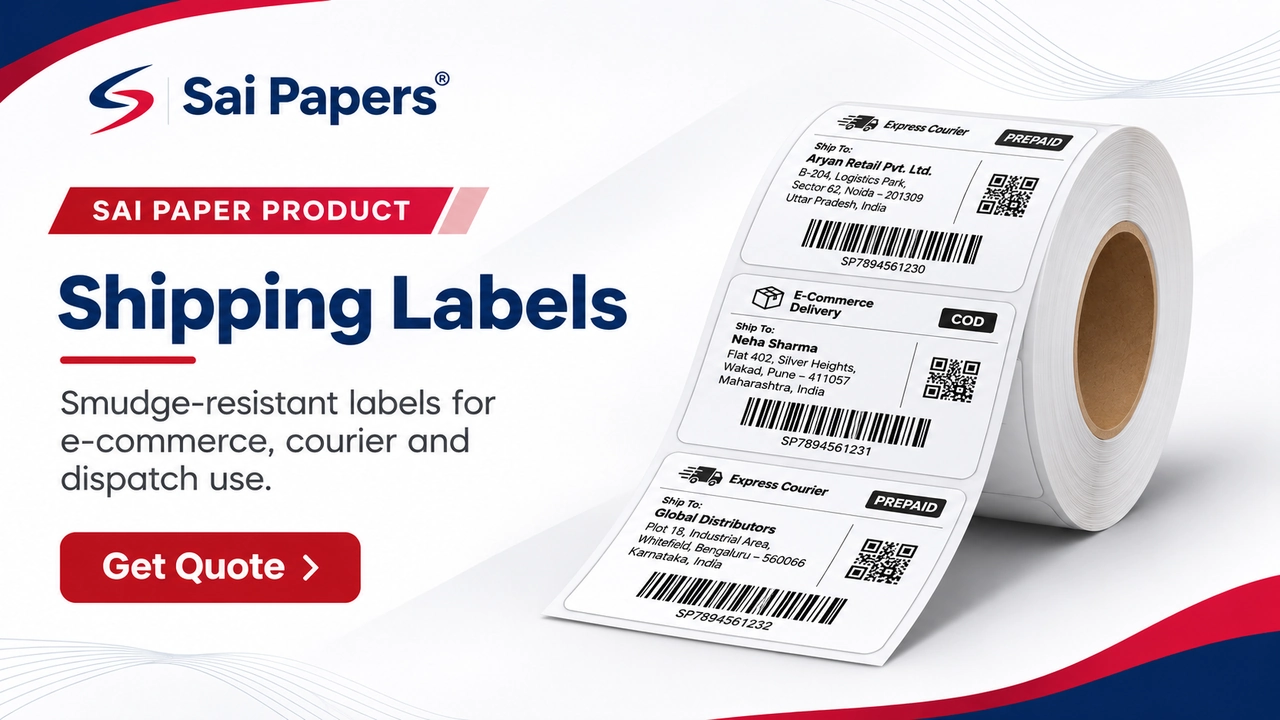 Sai Papers®
SAI PAPER PRODUCT
Shipping Labels
Smudge-resistant labels for
e-commerce, courier and
dispatch use.
Get Quote
Express Courier
PREPAID
Ship To:
Aryan Retail Pvt. Ltd.
B-204, Logistics Park,
Sector 62, Noida – 201309
Uttar Pradesh, India
SP7894561230
E-Commerce
Delivery
COD
Ship To:
Neha Sharma
Flat 402, Silver Heights,
Wakad, Pune – 411057
Maharashtra, India
SP7894561231
Express Courier
PREPAID
Ship To:
Global Distributors
Plot 18, Industrial Area,
Whitefield, Bengaluru – 560066
Karnataka, India
SP7894561232